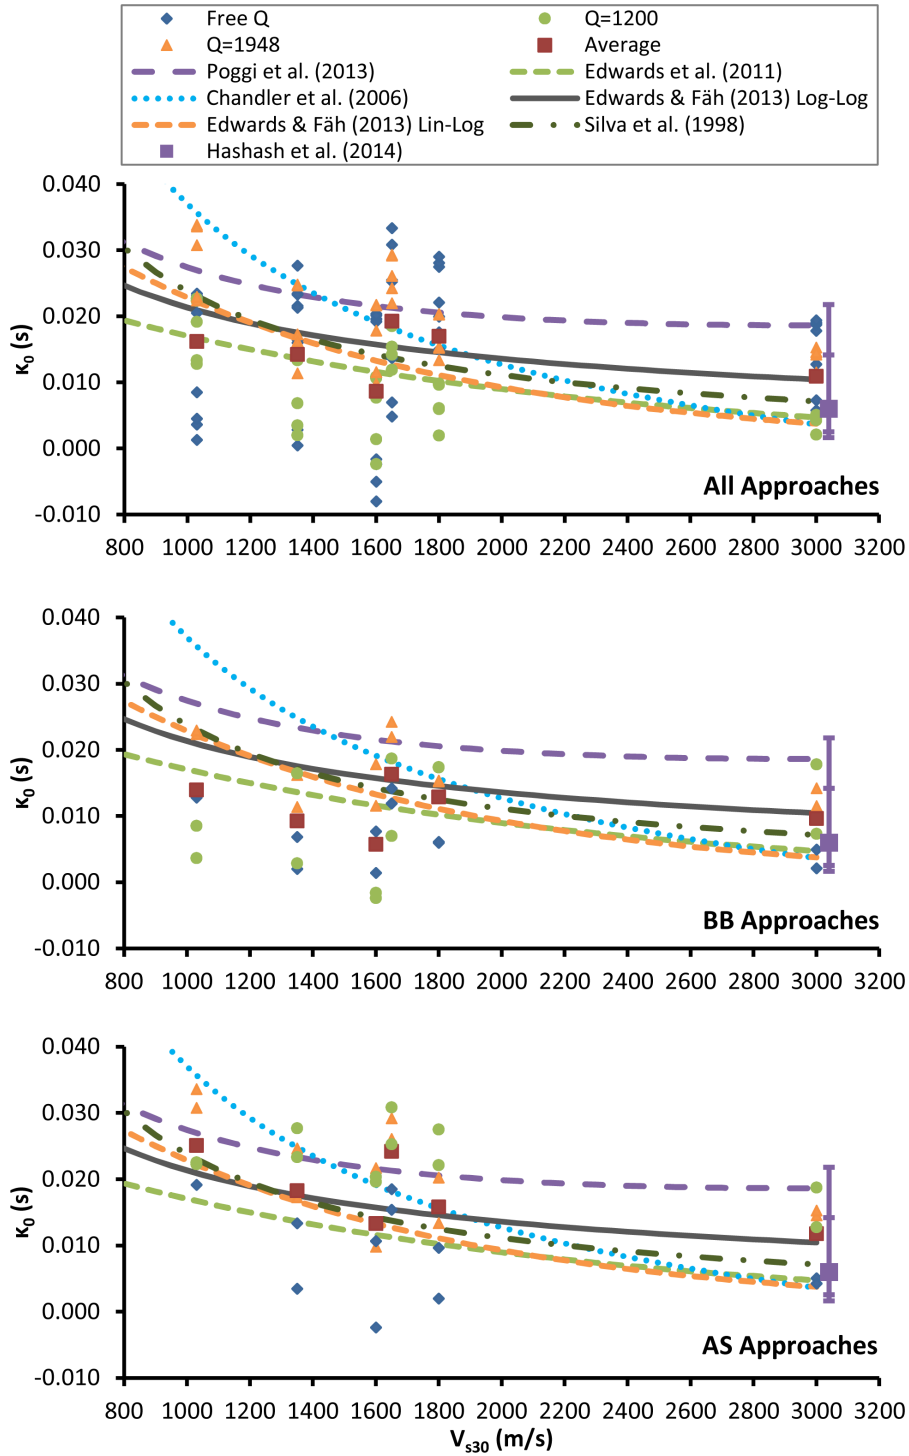 Free Q
Q=1200
Q=1948
Average
Poggi et al. (2013)
Edwards et al. (2011)
Chandler et al. (2006)
Edwards & Fäh (2013) Log-Log
Edwards & Fäh (2013) Lin-Log
Silva et al. (1998)
Hashash et al. (2014)
0.040
0.030
0.020
0.010
0.000
-0.010
κ0 (s)
All Approaches
800 1000 1200 1400 1600 1800 2000 2200 2400 2600 2800 3000 3200
0.040
0.030
0.020
0.010
0.000
-0.010
κ0 (s)
BB Approaches
800 1000 1200 1400 1600 1800 2000 2200 2400 2600 2800 3000 3200
0.040
0.030
0.020
0.010
0.000
-0.010
κ0 (s)
AS Approaches
800 1000 1200 1400 1600 1800 2000 2200 2400 2600 2800 3000 3200
Vs30 (m/s)